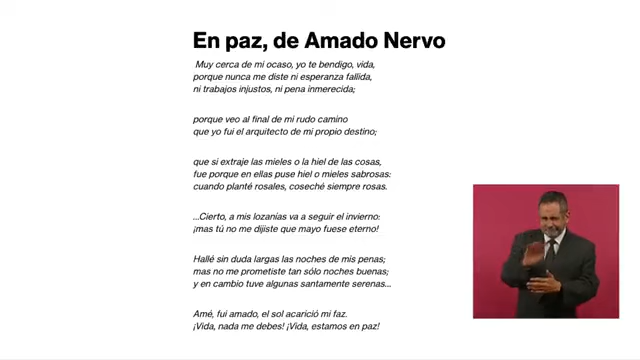 En paz, de Amado Nervo
Muy cerca de mi ocaso, yo te bendigo, vida,
porque nunca me diste ni esperanza fallida,
ni trabajos injustos, ni pena inmerecida;
porque veo al final de mi rudo camino
que yo fui el arquitecto de mi propio destino;
que si extraje las mieles o la hiel de las cosas,
fue porque en ellas puse hiel o mieles sabrosas:
cuando planté rosales, coseché siempre rosas.
...Cierto, a mis lozanías va a seguir el invierno:
¡mas tú no me dijiste que mayo fuese eterno!
Hallé sin duda largas las noches de mis penas;
mas no me prometiste tan sólo noches buenas;
y en cambio tuve algunas santamente serenas...
Amé, fui amado, el sol acarició mi faz.
¡Vida, nada me debes! ¡Vida, estamos en paz!